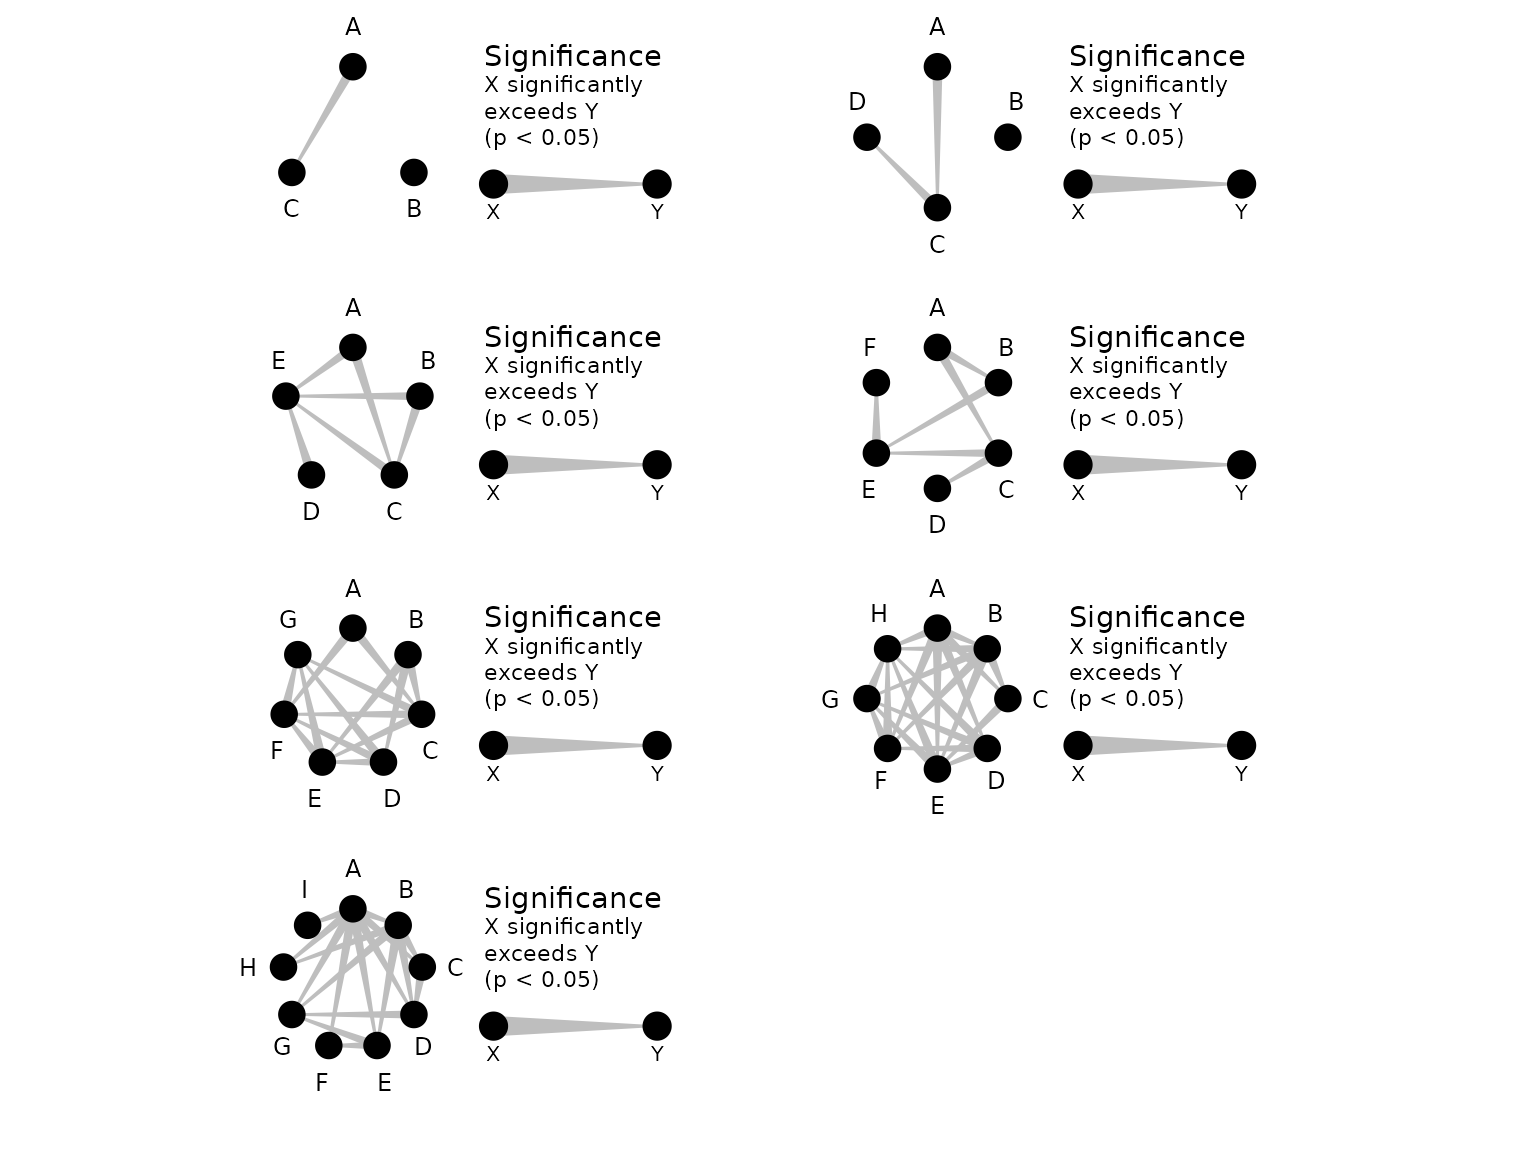 A
C
B
Significance
X significantly
exceeds Y
(p < 0.05)
X
Y
A
D
B
C
Significance
X significantly
exceeds Y
(p < 0.05)
X
Y
A
E
B
D
C
Significance
X significantly
exceeds Y
(p < 0.05)
X
Y
A
F
B
E
C
D
Significance
X significantly
exceeds Y
(p < 0.05)
X
Y
A
G
B
F
C
E
D
Significance
X significantly
exceeds Y
(p < 0.05)
X
Y
A
H
B
G
C
F
D
E
Significance
X significantly
exceeds Y
(p < 0.05)
X
Y
A
I
B
H
C
G
D
F
E
Significance
X significantly
exceeds Y
(p < 0.05)
X
Y